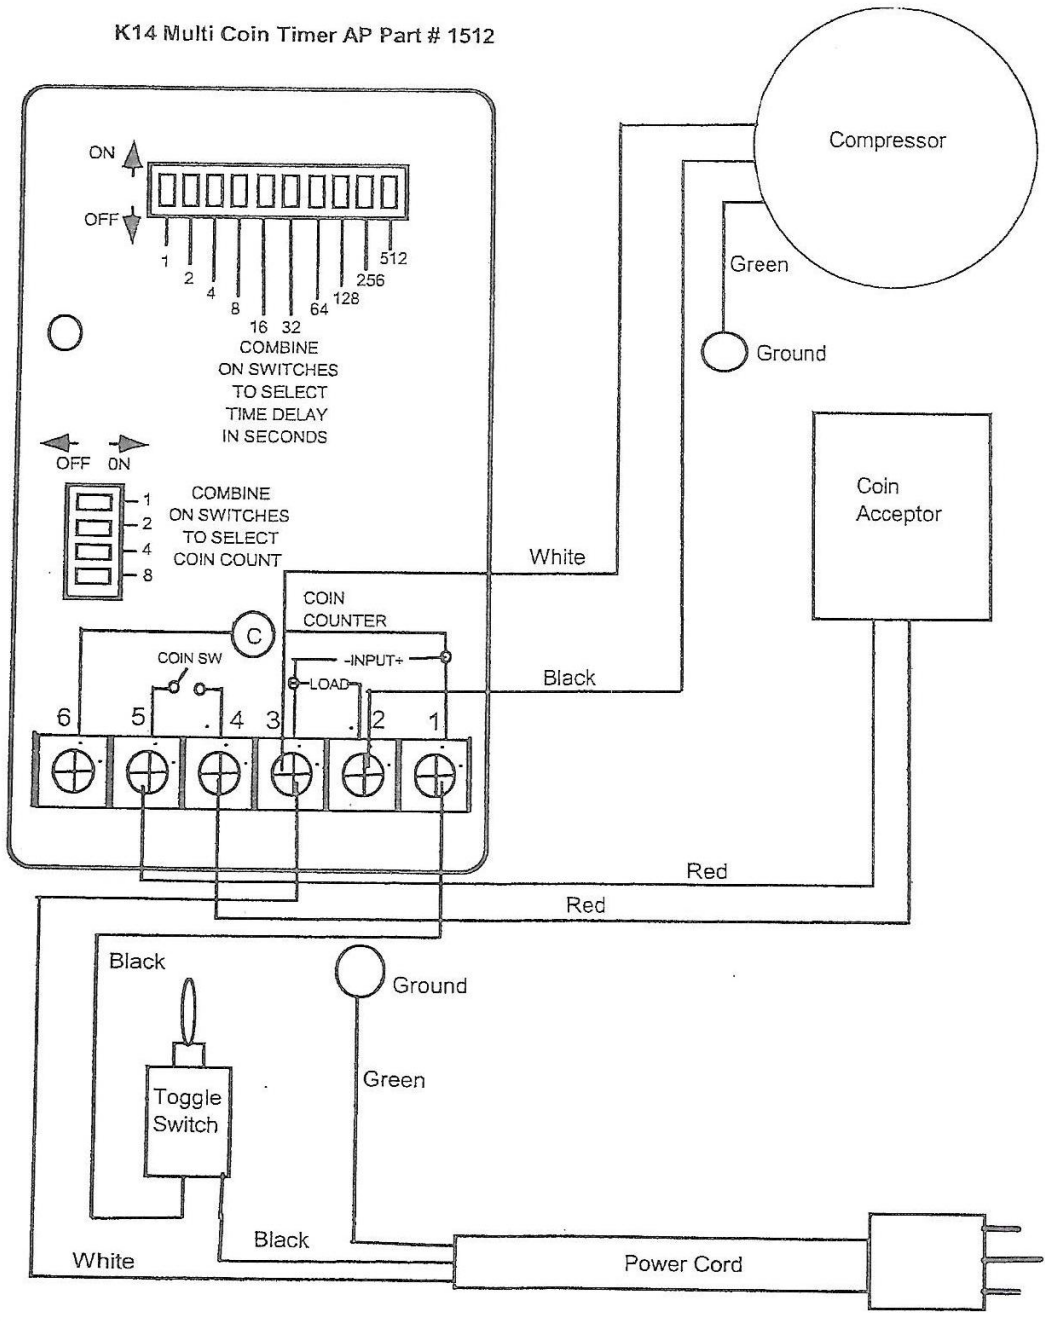 K14 Multi Coin Timer AP Part # 1512
ON
OFF
1
2
4
8
16
32
64
128
256
512
COMBINE
ON SWITCHES
TO SELECT
TIME DELAY
IN SECONDS
OFF ON
1
2
4
8
COMBINE
ON SWITCHES
TO SELECT
COIN COUNT
COIN
COUNTER
C
COIN SW
-INPUT+
LOAD
6 5 4 3 2 1
Compressor
Green
Ground
Coin
Acceptor
White
Black
Red
Red
Black
Ground
Green
Toggle
Switch
Black
White
Power Cord